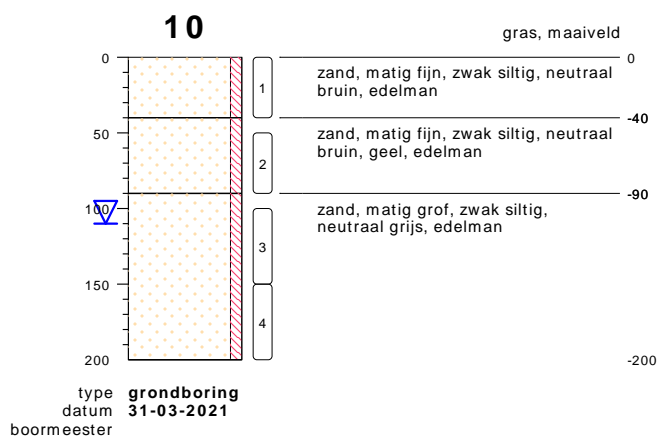 10
gras, maaiveld
0
0
1
zand, matig fijn, zwak siltig, neutraal
bruin, edelman
-40
50
2
zand, matig fijn, zwak siltig, neutraal
bruin, geel, edelman
-90
100
3
zand, matig grof, zwak siltig,
neutraal grijs, edelman
150
4
200
-200
type grondboring
datum 31-03-2021
boormeester